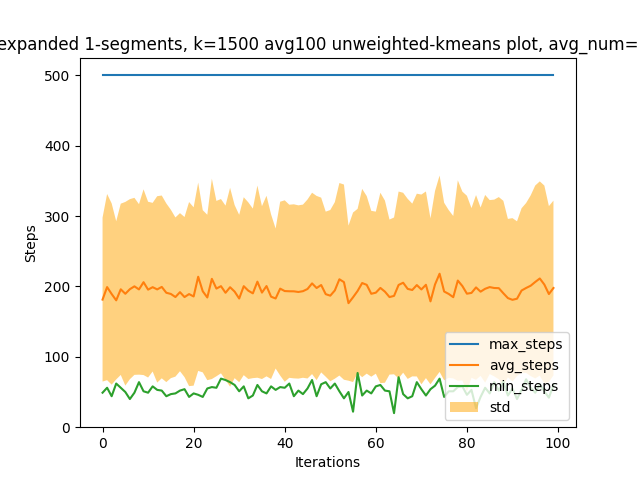 expanded 1-segments, k=1500 avg100 unweighted-kmeans plot, avg_num=
500
400
300
200
100
0
Steps
max_steps
avg_steps
min_steps
std
0 20 40 60 80 100
Iterations